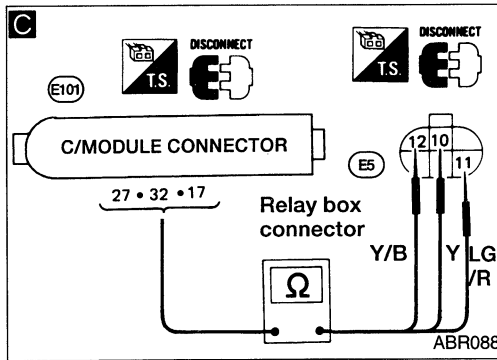 C
DISCONNECT
DISCONNECT
T.S.
T.S.
E101
C/MODULE CONNECTOR
12 10
11
E5
27 • 32 • 17
Relay box
connector
Y/B
Y
LG
/R
Ω
ABR088